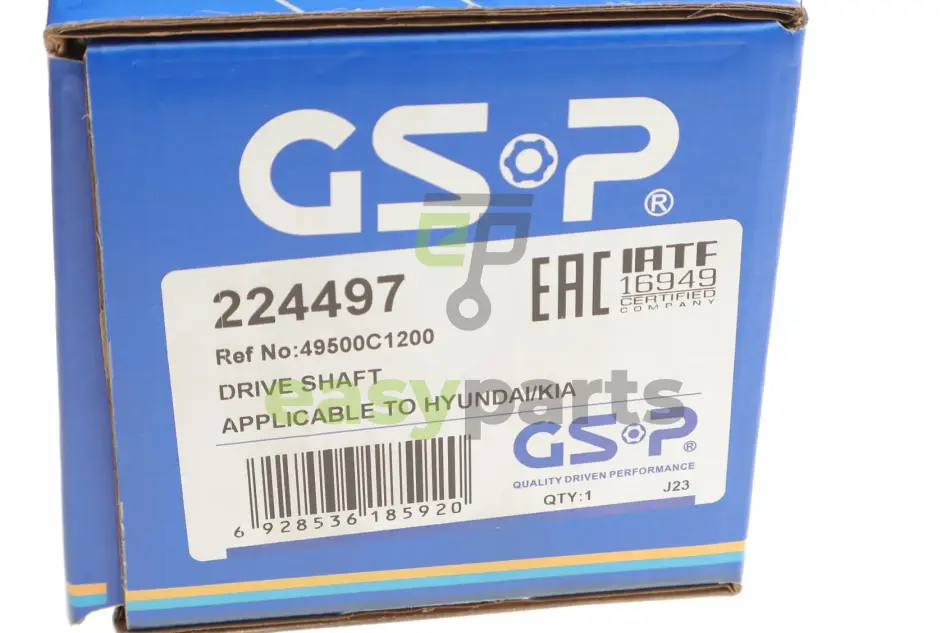 GSP®
EP
224497
EAC
IATF
16949
CERTIFIED
COMPANY
Ref No:49500C1200
DRIVE SHAFT
APPLICABLE TO HYUNDAI/KIA
easyparts
GSP®
QUALITY DRIVEN PERFORMANCE
QTY:1 J23
6 928536 185920